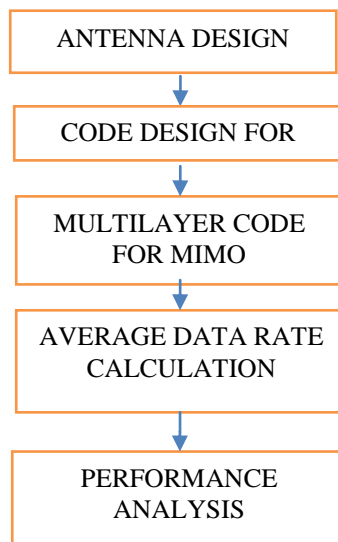 ANTENNA DESIGN
CODE DESIGN FOR
MULTILAYER CODE
FOR MIMO
AVERAGE DATA RATE
CALCULATION
PERFORMANCE
ANALYSIS